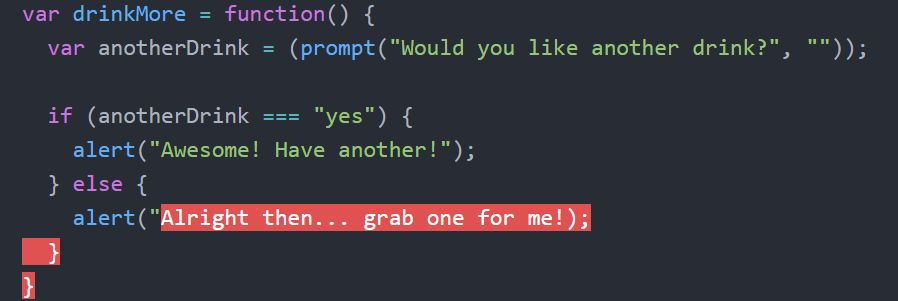 var drinkMore = function() {
  var anotherDrink = (prompt("Would you like another drink?", ""));

  if (anotherDrink === "yes") {
    alert("Awesome! Have another!");
  } else {
    alert("Alright then... grab one for me!);
  }
}